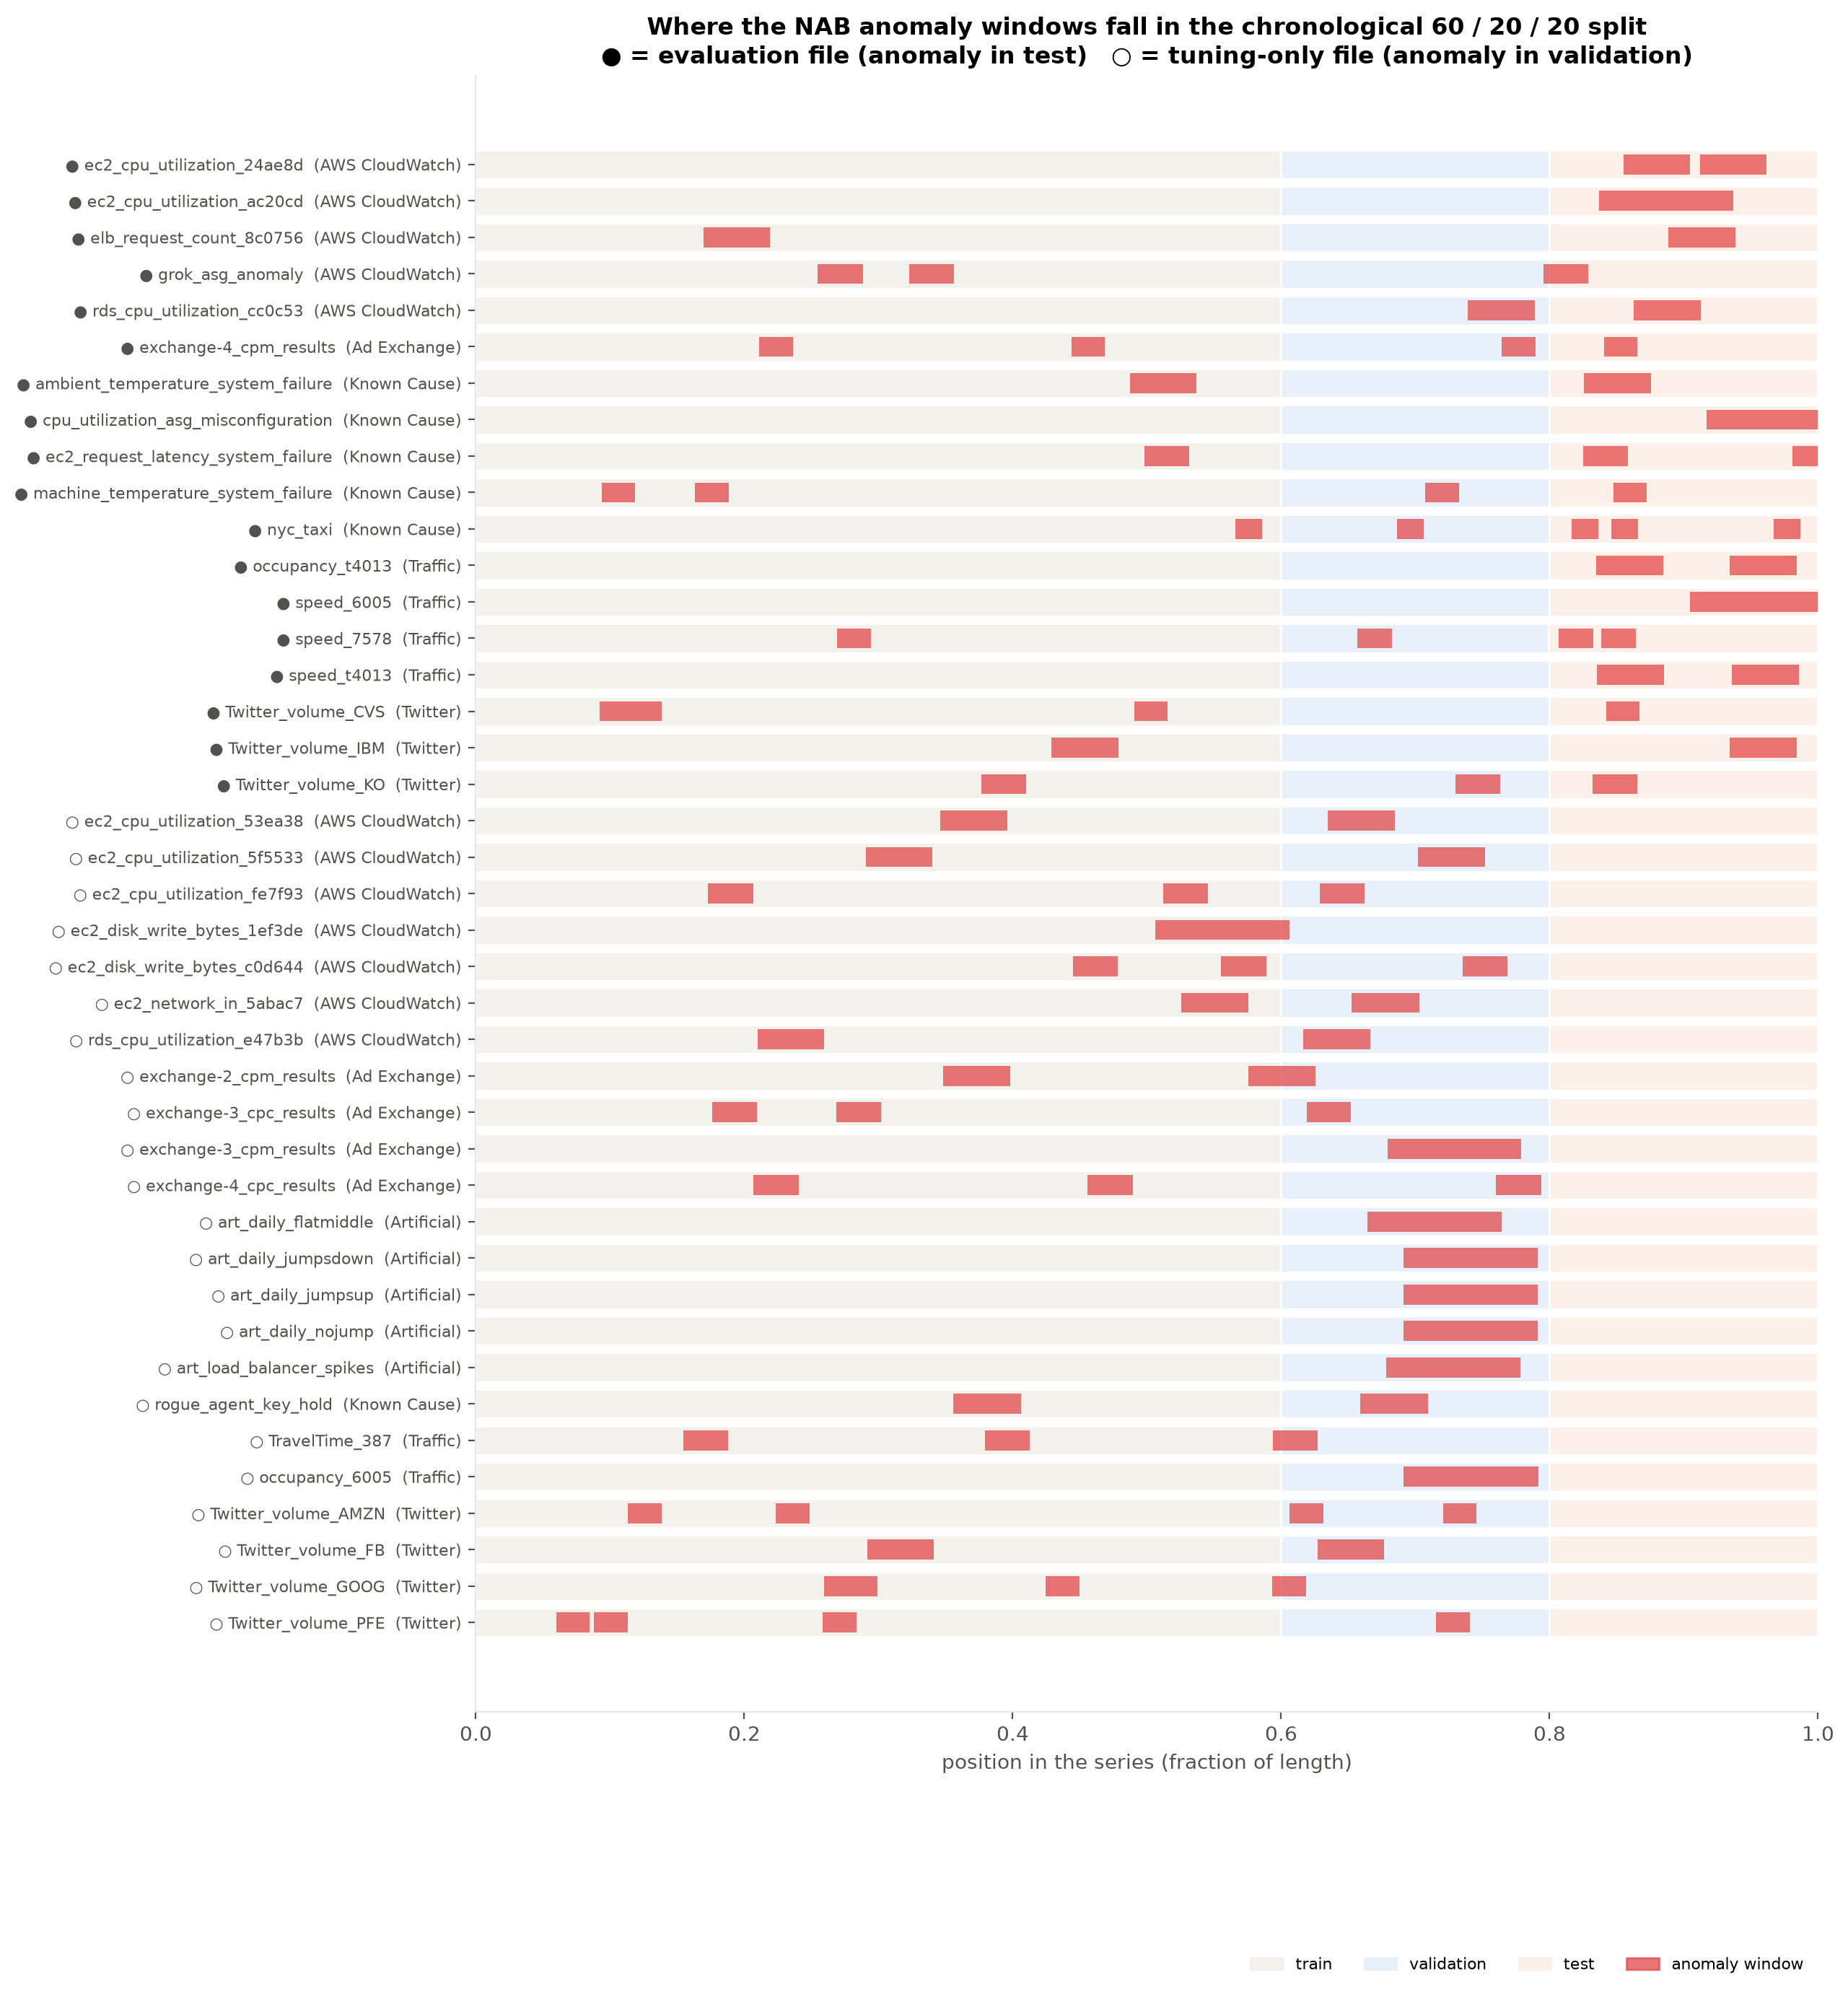 Where the NAB anomaly windows fall in the chronological 60 / 20 / 20 split
● = evaluation file (anomaly in test)   ○ = tuning-only file (anomaly in validation)
● ec2_cpu_utilization_24ae8d (AWS CloudWatch)
● ec2_cpu_utilization_ac20cd (AWS CloudWatch)
● elb_request_count_8c0756 (AWS CloudWatch)
● grok_asg_anomaly (AWS CloudWatch)
● rds_cpu_utilization_cc0c53 (AWS CloudWatch)
● exchange-4_cpm_results (Ad Exchange)
● ambient_temperature_system_failure (Known Cause)
● cpu_utilization_asg_misconfiguration (Known Cause)
● ec2_request_latency_system_failure (Known Cause)
● machine_temperature_system_failure (Known Cause)
● nyc_taxi (Known Cause)
● occupancy_t4013 (Traffic)
● speed_6005 (Traffic)
● speed_7578 (Traffic)
● speed_t4013 (Traffic)
● Twitter_volume_CVS (Twitter)
● Twitter_volume_IBM (Twitter)
● Twitter_volume_KO (Twitter)
○ ec2_cpu_utilization_53ea38 (AWS CloudWatch)
○ ec2_cpu_utilization_5f5533 (AWS CloudWatch)
○ ec2_cpu_utilization_fe7f93 (AWS CloudWatch)
○ ec2_disk_write_bytes_1ef3de (AWS CloudWatch)
○ ec2_disk_write_bytes_c0d644 (AWS CloudWatch)
○ ec2_network_in_5abac7 (AWS CloudWatch)
○ rds_cpu_utilization_e47b3b (AWS CloudWatch)
○ exchange-2_cpm_results (Ad Exchange)
○ exchange-3_cpc_results (Ad Exchange)
○ exchange-3_cpm_results (Ad Exchange)
○ exchange-4_cpc_results (Ad Exchange)
○ art_daily_flatmiddle (Artificial)
○ art_daily_jumpsdown (Artificial)
○ art_daily_jumpsup (Artificial)
○ art_daily_nojump (Artificial)
○ art_load_balancer_spikes (Artificial)
○ rogue_agent_key_hold (Known Cause)
○ TravelTime_387 (Traffic)
○ occupancy_6005 (Traffic)
○ Twitter_volume_AMZN (Twitter)
○ Twitter_volume_FB (Twitter)
○ Twitter_volume_GOOG (Twitter)
○ Twitter_volume_PFE (Twitter)
0.0 0.2 0.4 0.6 0.8 1.0
position in the series (fraction of length)
train validation test anomaly window